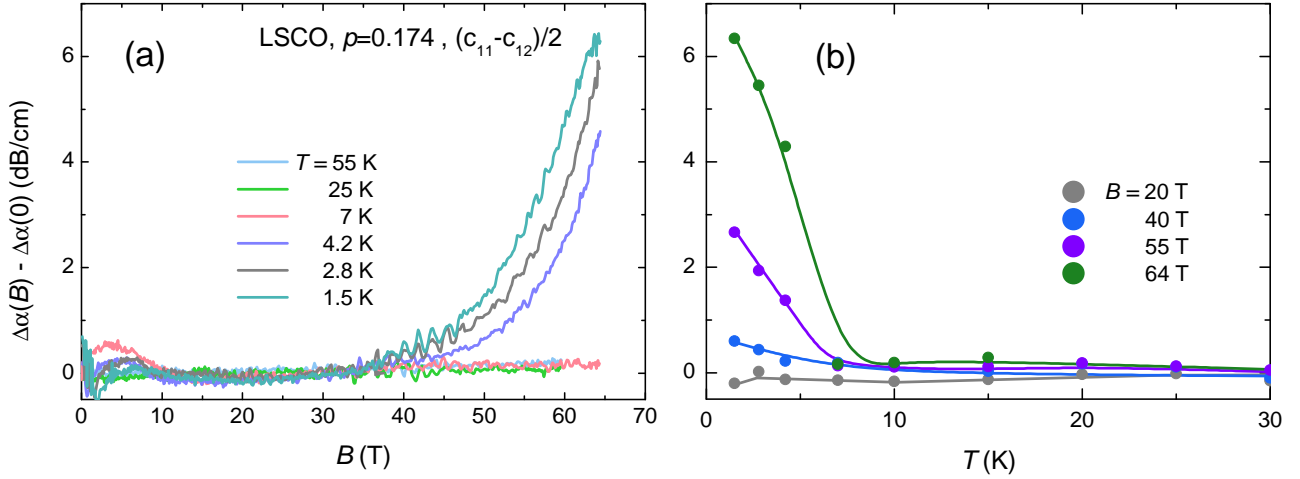 (a)
LSCO, p=0.174 , (c11-c12)/2
T = 55 K
25 K
7 K
4.2 K
2.8 K
1.5 K
Δα(B) - Δα(0) (dB/cm)
6
4
2
0
0 10 20 30 40 50 60 70
B (T)
(b)
B = 20 T
40 T
55 T
64 T
6
4
2
0
0 10 20 30
T (K)